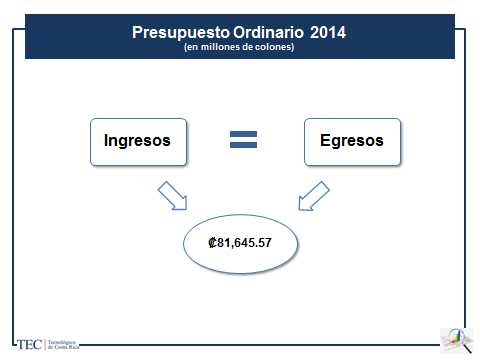 Presupuesto Ordinario 2014
(en millones de colones)
Ingresos
Egresos
₡81,645.57
TEC
Tecnológico
de Costa Rica